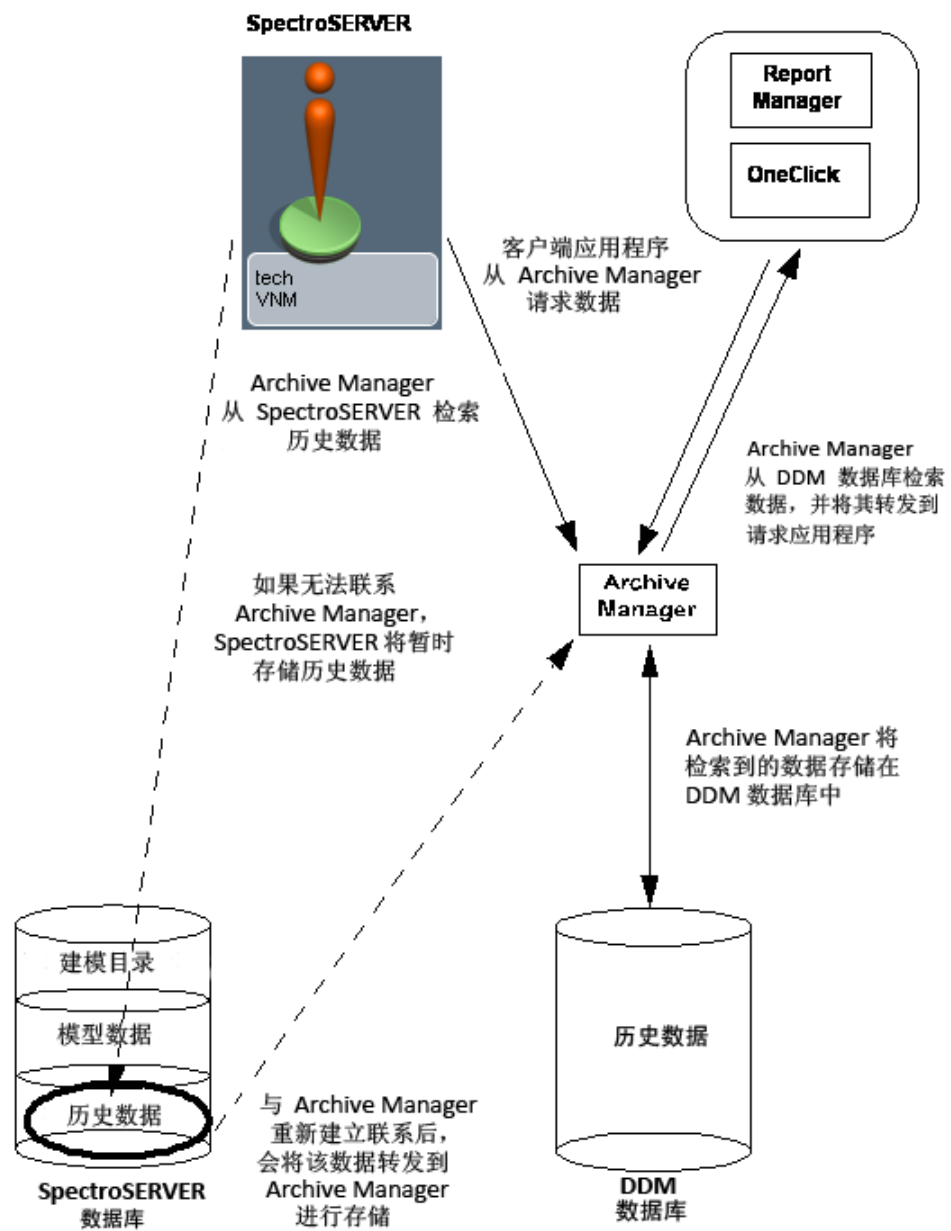 SpectroSERVER
Report
Manager
OneClick
tech
VNM
客户端应用程序
从 Archive Manager
请求数据
Archive Manager
从 SpectroSERVER 检索
历史数据
Archive Manager
从 DDM 数据库检索
数据，并将其转发到
请求应用程序
Archive
Manager
如果无法联系
Archive Manager，
SpectroSERVER 将暂时
存储历史数据
Archive Manager 将
检索到的数据存储在
DDM 数据库中
建模目录
模型数据
历史数据
历史数据
与 Archive Manager
重新建立联系后，
会将该数据转发到
Archive Manager
进行存储
SpectroSERVER
数据库
DDM
数据库